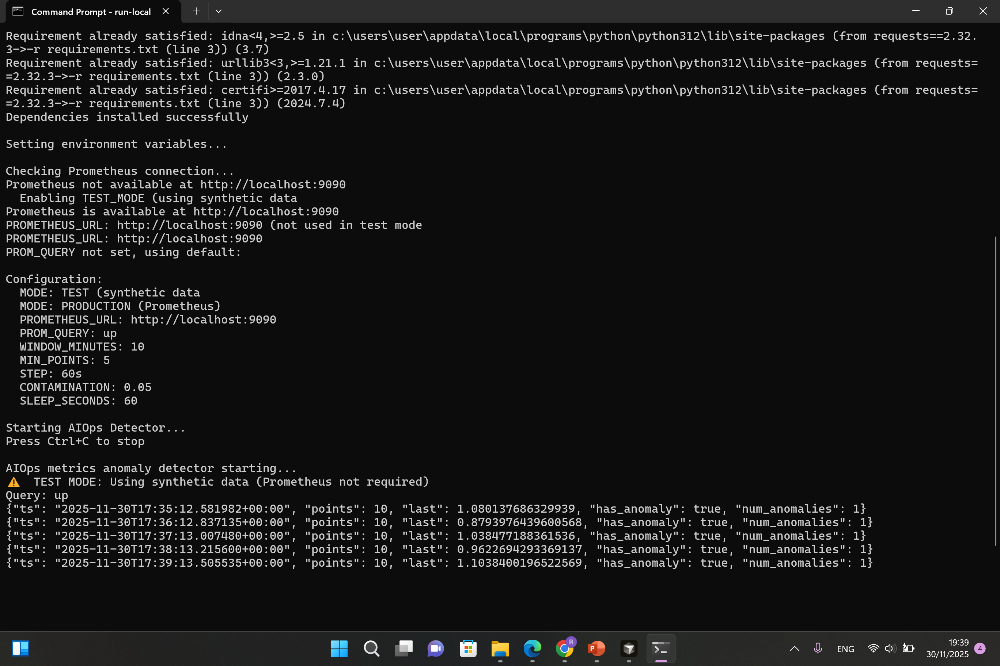 Command Prompt - run-local
Requirement already satisfied: idna<4,>=2.5 in c:\users\user\appdata\local\programs\python\python312\lib\site-packages (from requests==2.32.
3->-r requirements.txt (line 3)) (3.7)
Requirement already satisfied: urllib3<3,>=1.21.1 in c:\users\user\appdata\local\programs\python\python312\lib\site-packages (from requests=
=2.32.3->-r requirements.txt (line 3)) (2.3.0)
Requirement already satisfied: certifi>=2017.4.17 in c:\users\user\appdata\local\programs\python\python312\lib\site-packages (from requests=
=2.32.3->-r requirements.txt (line 3)) (2024.7.4)
Dependencies installed successfully
Setting environment variables...
Checking Prometheus connection...
Prometheus not available at http://localhost:9090
Enabling TEST_MODE (using synthetic data
Prometheus is available at http://localhost:9090
PROMETHEUS_URL: http://localhost:9090 (not used in test mode
PROMETHEUS_URL: http://localhost:9090
PROM_QUERY not set, using default:
Configuration:
MODE: TEST (synthetic data
MODE: PRODUCTION (Prometheus)
PROMETHEUS_URL: http://localhost:9090
PROM_QUERY: up
WINDOW_MINUTES: 10
MIN_POINTS: 5
STEP: 60s
CONTAMINATION: 0.05
SLEEP_SECONDS: 60
Starting AIOps Detector...
Press Ctrl+C to stop
AIOps metrics anomaly detector starting...
⚠ TEST MODE: Using synthetic data (Prometheus not required)
Query: up
{"ts": "2025-11-30T17:35:12.581982+00:00", "points": 10, "last": 1.080137686329939, "has_anomaly": true, "num_anomalies": 1}
{"ts": "2025-11-30T17:36:12.837135+00:00", "points": 10, "last": 0.8793976439600568, "has_anomaly": true, "num_anomalies": 1}
{"ts": "2025-11-30T17:37:13.007480+00:00", "points": 10, "last": 1.038477188361536, "has_anomaly": true, "num_anomalies": 1}
{"ts": "2025-11-30T17:38:13.215600+00:00", "points": 10, "last": 0.9622694293369137, "has_anomaly": true, "num_anomalies": 1}
{"ts": "2025-11-30T17:39:13.505535+00:00", "points": 10, "last": 1.1038400196522569, "has_anomaly": true, "num_anomalies": 1}
R
P
ENG
19:39
30/11/2025
4